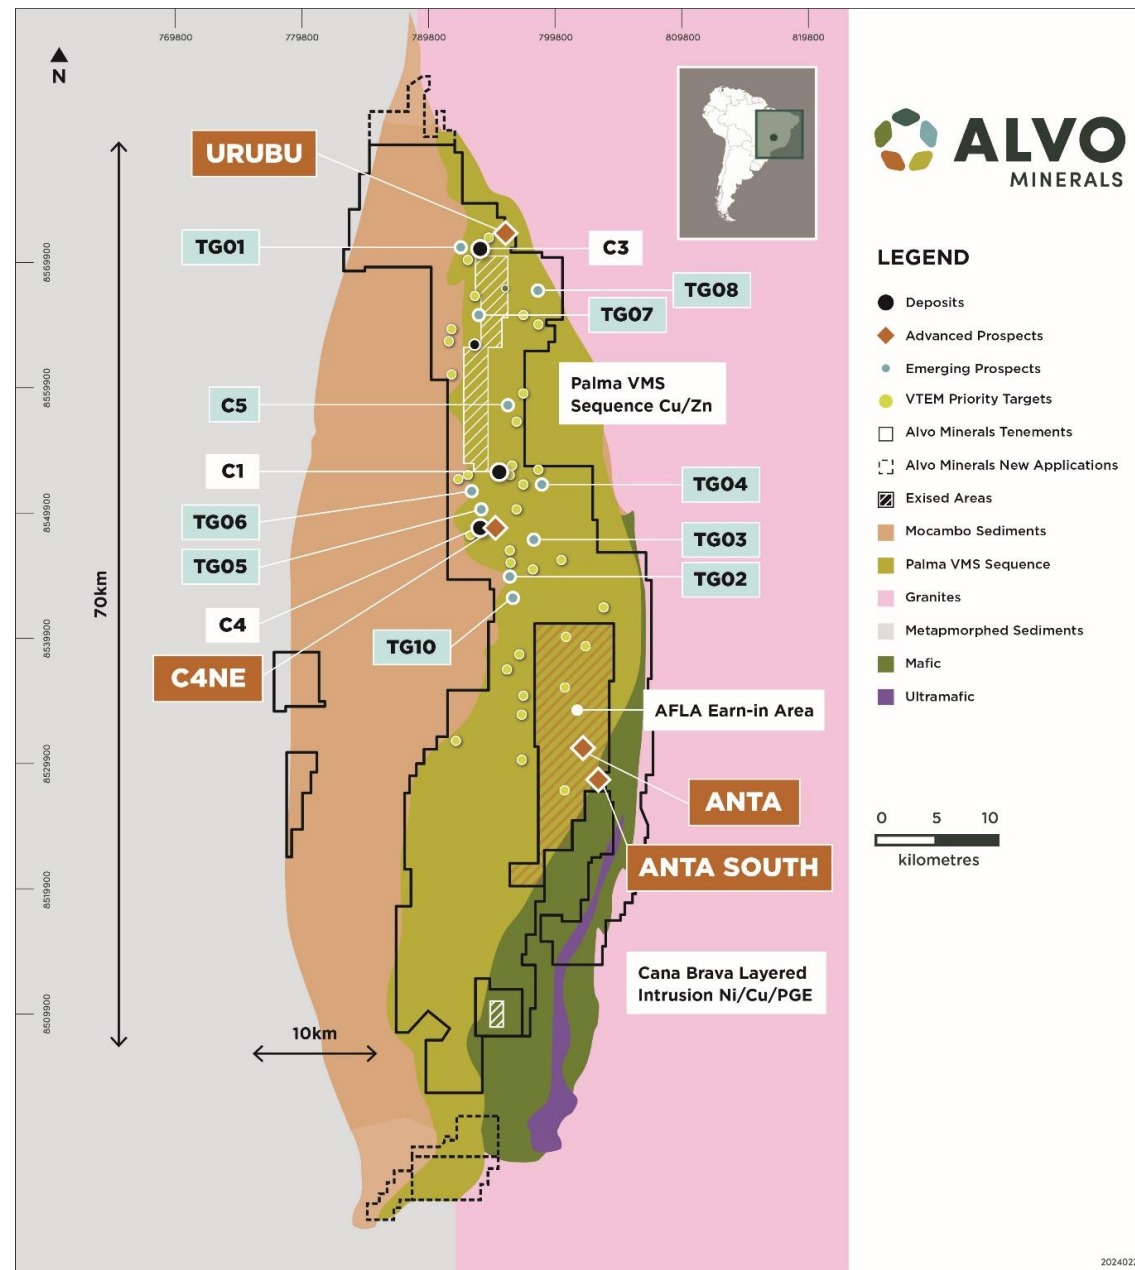 769800
779800
789800
799800
809800
819800
N
URUBU
TG01
C3
8569900
TG08
TG07
Palma VMS
Sequence Cu/Zn
8559900
C5
C1
TG04
8549900
TG06
TG03
TG05
TG02
70km
C4
8539900
TG10
C4NE
AFLA Earn-in Area
8529900
ANTA
ANTA SOUTH
8519900
Cana Brava Layered
Intrusion Ni/Cu/PGE
8509900
10km
ALVO
MINERALS
LEGEND
Deposits
Advanced Prospects
Emerging Prospects
VTEM Priority Targets
Alvo Minerals Tenements
Alvo Minerals New Applications
Exised Areas
Mocambo Sediments
Palma VMS Sequence
Granites
Metapmorphed Sediments
Mafic
Ultramafic
0 5 10
kilometres